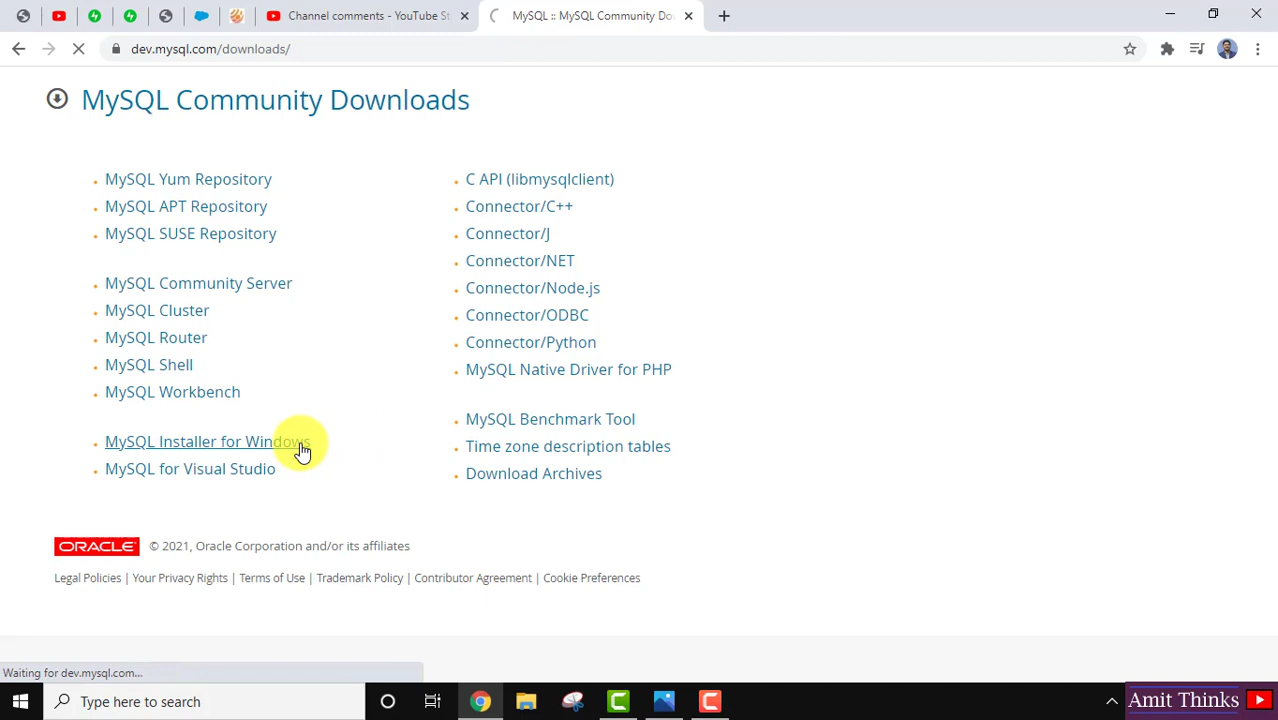 Channel comments - YouTube St
MySQL :: MySQL Community Dow
dev.mysql.com/downloads/
MySQL Community Downloads
MySQL Yum Repository
MySQL APT Repository
MySQL SUSE Repository
MySQL Community Server
MySQL Cluster
MySQL Router
MySQL Shell
MySQL Workbench
MySQL Installer for Windows
MySQL for Visual Studio
C API (libmysqlclient)
Connector/C++
Connector/J
Connector/NET
Connector/Node.js
Connector/ODBC
Connector/Python
MySQL Native Driver for PHP
MySQL Benchmark Tool
Time zone description tables
Download Archives
ORACLE © 2021, Oracle Corporation and/or its affiliates
Legal Policies | Your Privacy Rights | Terms of Use | Trademark Policy | Contributor Agreement | Cookie Preferences
Waiting for dev.mysql.com...
Type here to search
Amit Thinks